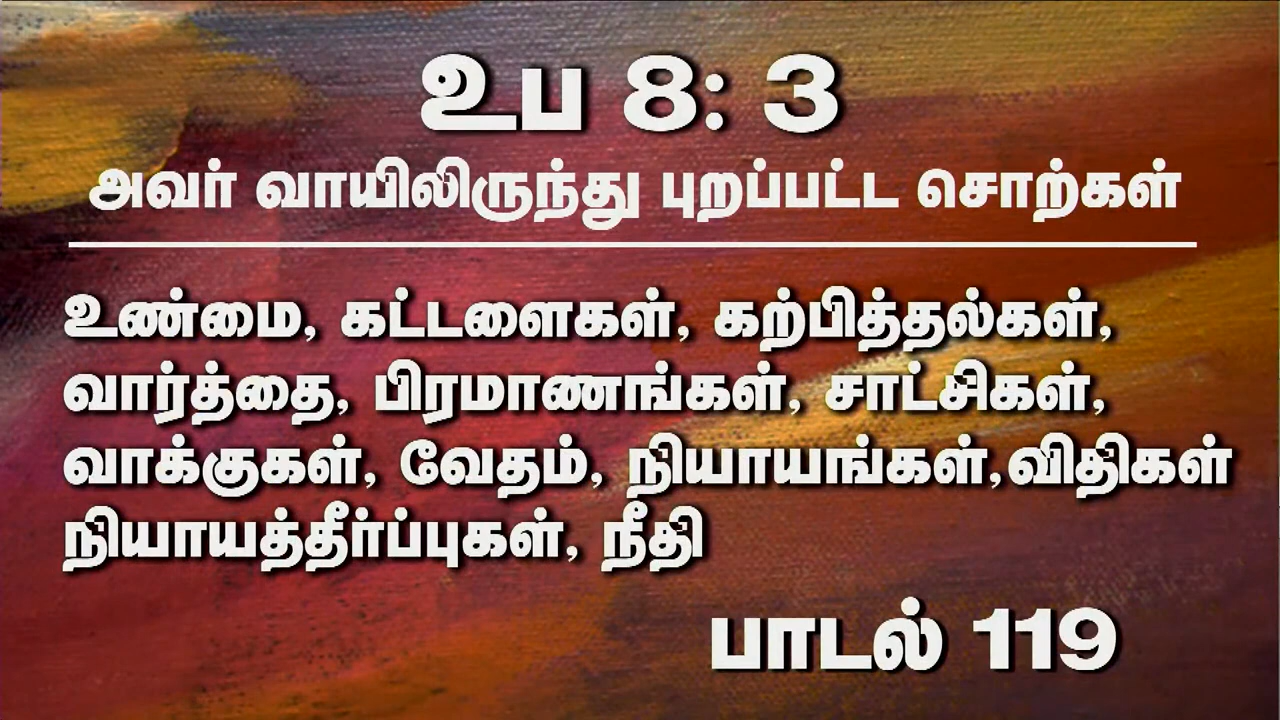 உப 8: 3
அவர் வாயிலிருந்து புறப்பட்ட சொற்கள்
உண்மை, கட்டளைகள், கற்பித்தல்கள்,
வார்த்தை, பிரமாணங்கள், சாட்சிகள்,
வாக்குகள், வேதம், நியாயங்கள்,விதிகள்
நியாயத்தீர்ப்புகள், நீதி
பாடல் 119